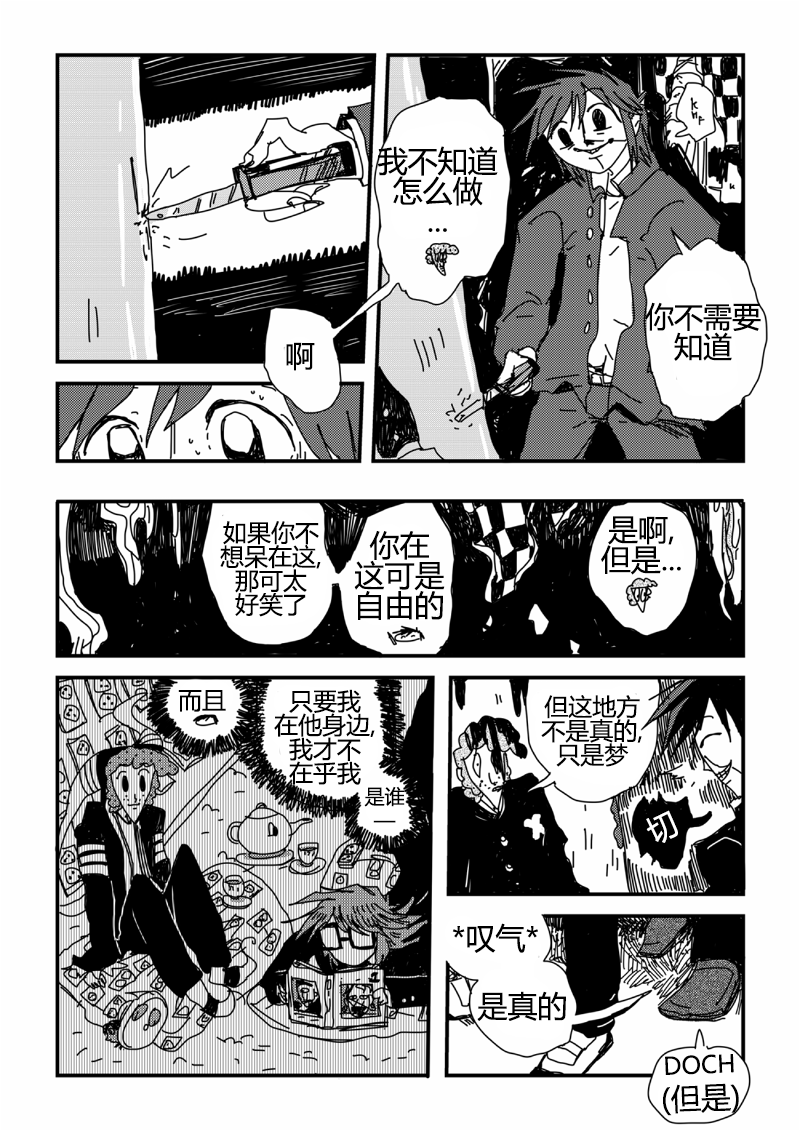 啊
我不知道
怎么做
...
你不需要
知道
如果你不
想呆在这,
那可太
好笑了
你在
这可是
自由的
是啊,
但是...
而且
只要我
在他身边,
我才不
在乎我
是谁
—
但这地方
不是真的,
只是梦
切
*叹气*
是真的
DOCH
(但是)